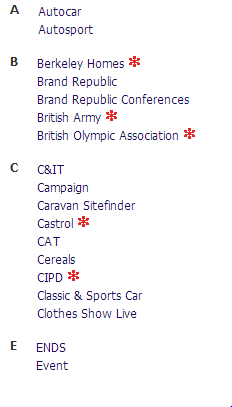 A Autocar
Autosport
B Berkeley Homes *
Brand Republic
Brand Republic Conferences
British Army *
British Olympic Association *
C C&IT
Campaign
Caravan Sitefinder
Castrol *
CAT
Cereals
CIPD *
Classic & Sports Car
Clothes Show Live
E ENDS
Event